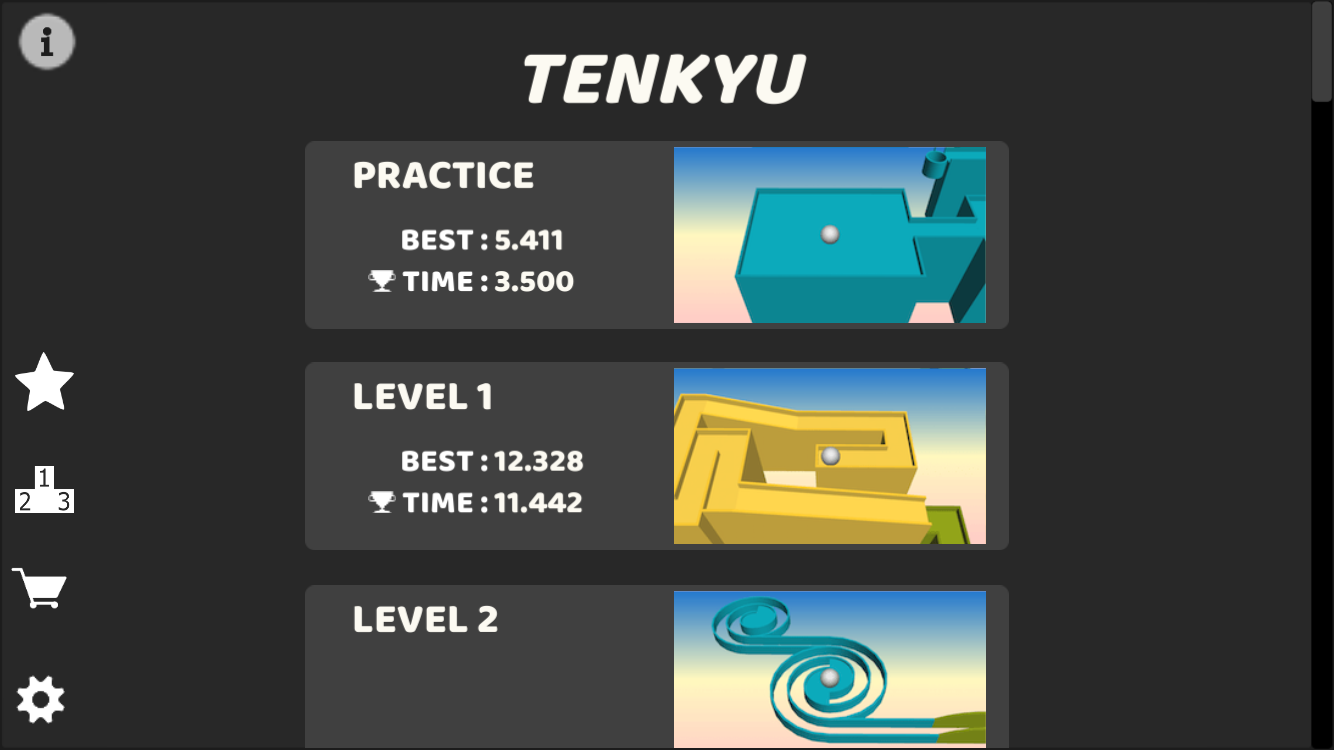 i
TENKYU
PRACTICE
BEST : 5.411
TIME : 3.500
LEVEL 1
BEST : 12.328
TIME : 11.442
1
2 3
LEVEL 2